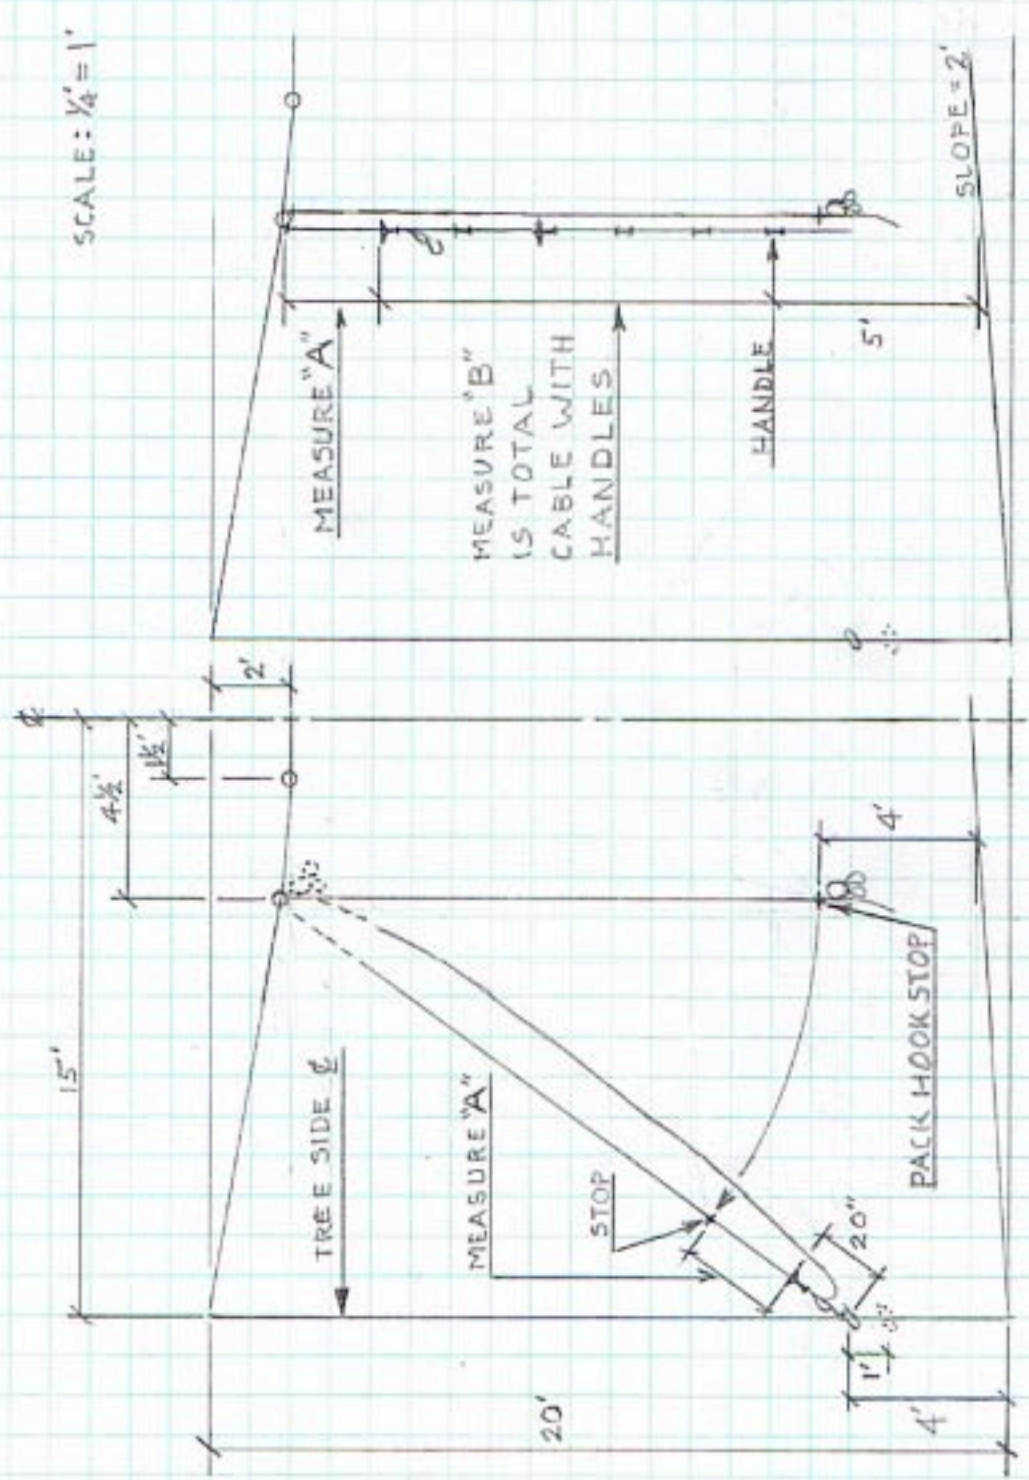 SCALE: ¼" = 1'
15'
4½'
1½'
2'
TREE SIDE ℄
MEASURE "A"
STOP
20'
20"
1'
4'
4'
PACK HOOK STOP
℄
MEASURE "A"
MEASURE "B"
IS TOTAL
CABLE WITH
HANDLES
HANDLE
5'
SLOPE = 2'